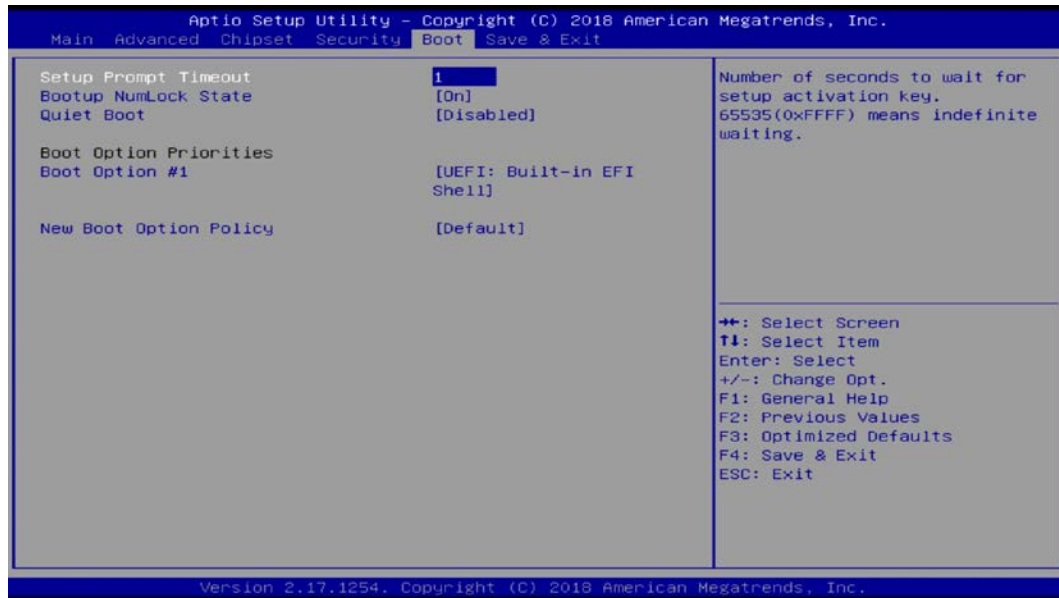 Aptio Setup Utility – Copyright (C) 2018 American Megatrends, Inc.
Main Advanced Chipset Security Boot Save & Exit
Setup Prompt Timeout 1
Bootup NumLock State [On]
Quiet Boot [Disabled]
Boot Option Priorities
Boot Option #1 [UEFI: Built-in EFI
Shell]
New Boot Option Policy [Default]
Number of seconds to wait for
setup activation key.
65535(0xFFFF) means indefinite
waiting.
→←: Select Screen
↑↓: Select Item
Enter: Select
+/-: Change Opt.
F1: General Help
F2: Previous Values
F3: Optimized Defaults
F4: Save & Exit
ESC: Exit
Version 2.17.1254. Copyright (C) 2018 American Megatrends, Inc.